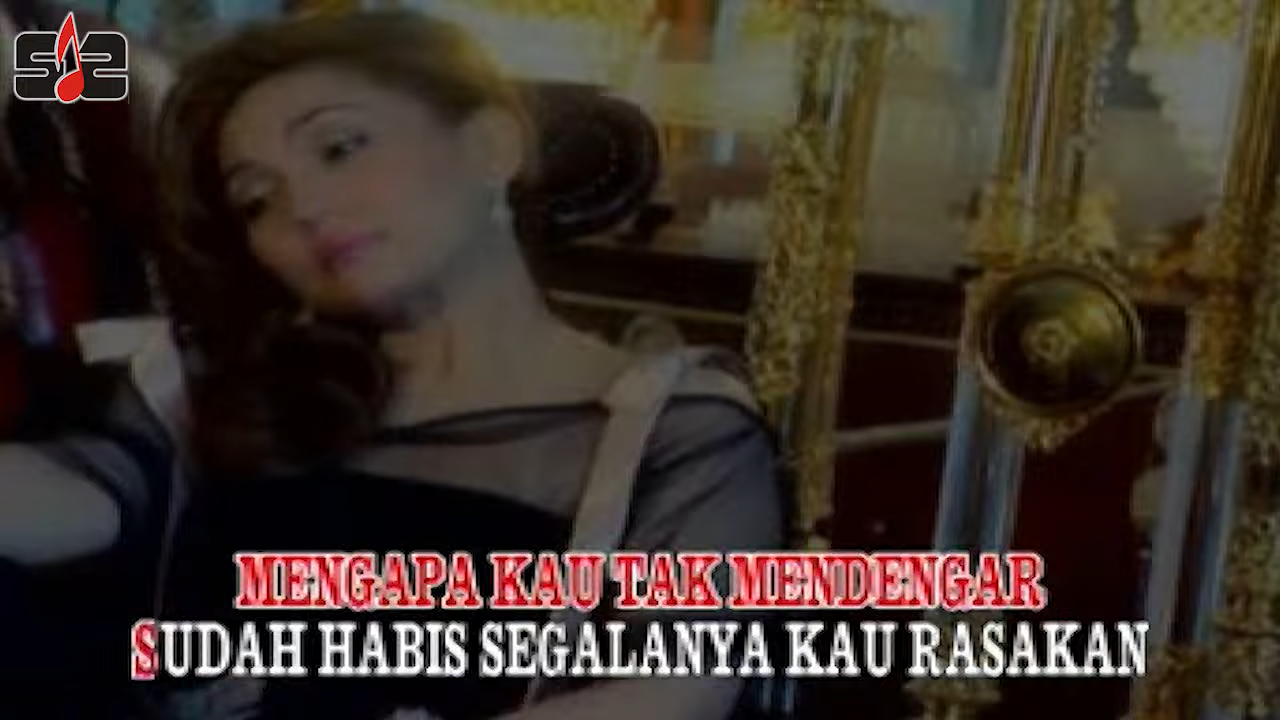 MENGAPA KAU TAK MENDENGAR
SUDAH HABIS SEGALANYA KAU RASAKAN